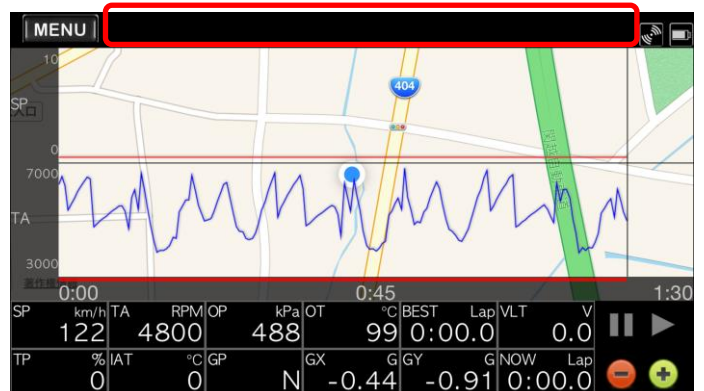 MENU
10
SP
入口
404
0
7000
TA
3000
0:00 0:45 1:30
SP km/h TA RPM OP kPa OT °C BEST Lap VLT V
122 4800 488 99 0:00.0 0.0
TP % IAT °C GP GX G GY G NOW Lap
0 0 N -0.44 -0.91 0:00.0